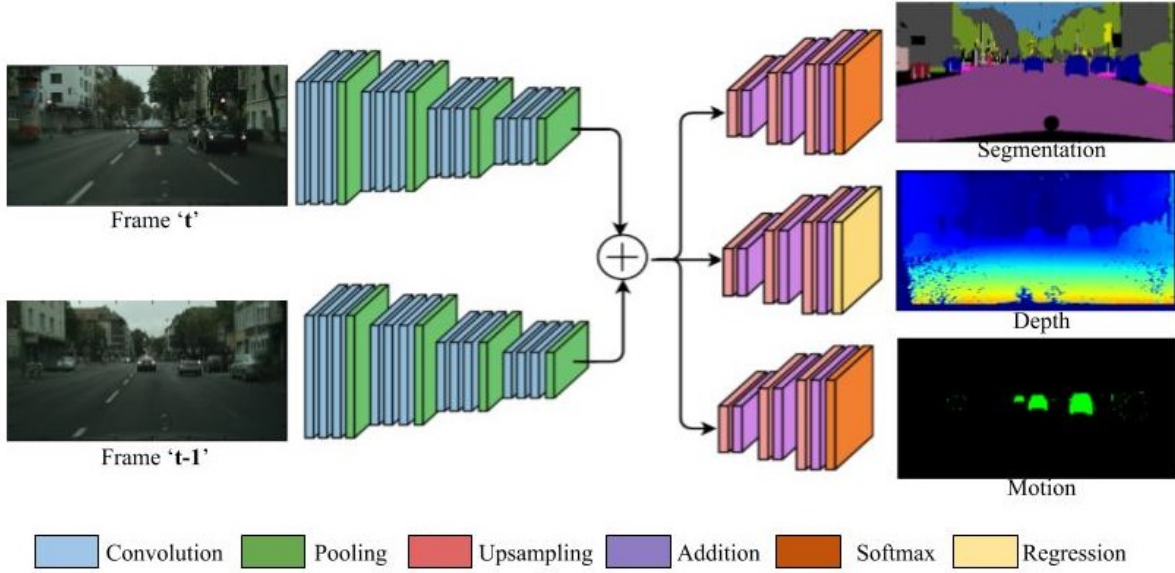 Frame ‘t’
Frame ‘t-1’
Segmentation
Depth
Motion
Convolution
Pooling
Upsampling
Addition
Softmax
Regression